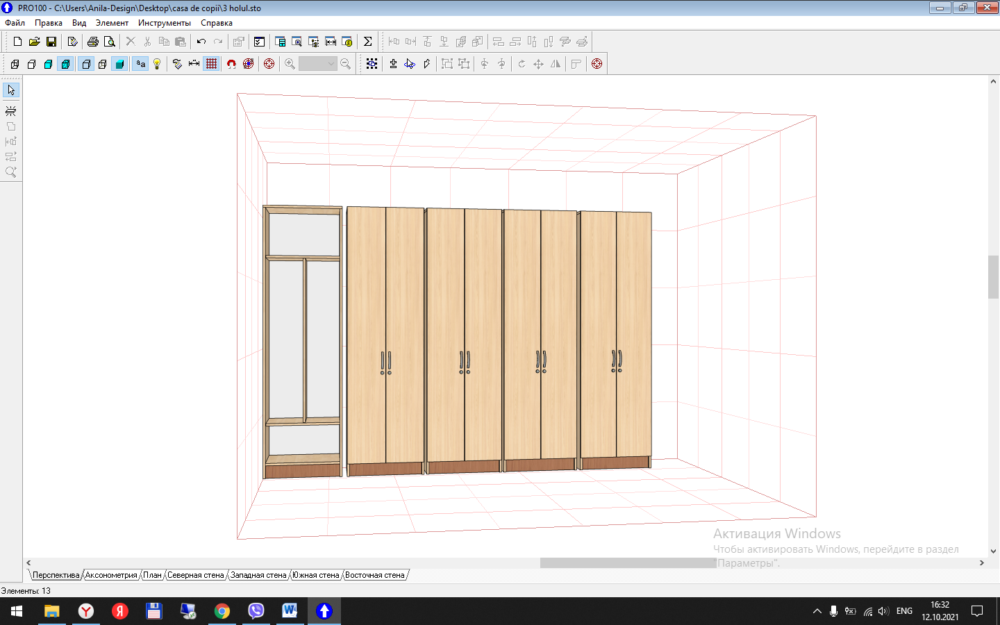 PRO100 - C:\Users\Anila-Design\Desktop\casa de copii\3 holul.sto
Файл Правка Вид Элемент Инструменты Справка
aa
Активация Windows
Чтобы активировать Windows, перейдите в раздел
"Параметры".
Перспектива Аксонометрия План Северная стена Западная стена Южная стена Восточная стена
Элементы: 13
ENG
16:32
12.10.2021